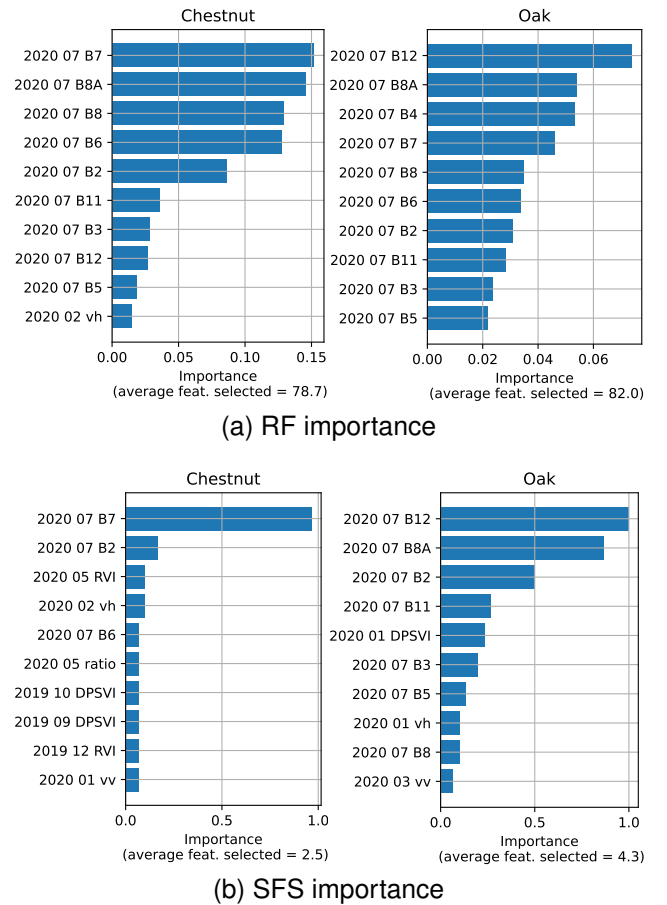 Chestnut
2020 07 B7
2020 07 B8A
2020 07 B8
2020 07 B6
2020 07 B2
2020 07 B11
2020 07 B3
2020 07 B12
2020 07 B5
2020 02 vh
0.00 0.05 0.10 0.15
Importance
(average feat. selected = 78.7)
Oak
2020 07 B12
2020 07 B8A
2020 07 B4
2020 07 B7
2020 07 B8
2020 07 B6
2020 07 B2
2020 07 B11
2020 07 B3
2020 07 B5
0.00 0.02 0.04 0.06
Importance
(average feat. selected = 82.0)
(a) RF importance
Chestnut
2020 07 B7
2020 07 B2
2020 05 RVI
2020 02 vh
2020 07 B6
2020 05 ratio
2019 10 DPSVI
2019 09 DPSVI
2019 12 RVI
2020 01 vv
0.0 0.5 1.0
Importance
(average feat. selected = 2.5)
Oak
2020 07 B12
2020 07 B8A
2020 07 B2
2020 07 B11
2020 01 DPSVI
2020 07 B3
2020 07 B5
2020 01 vh
2020 07 B8
2020 03 vv
0.0 0.5 1.0
Importance
(average feat. selected = 4.3)
(b) SFS importance